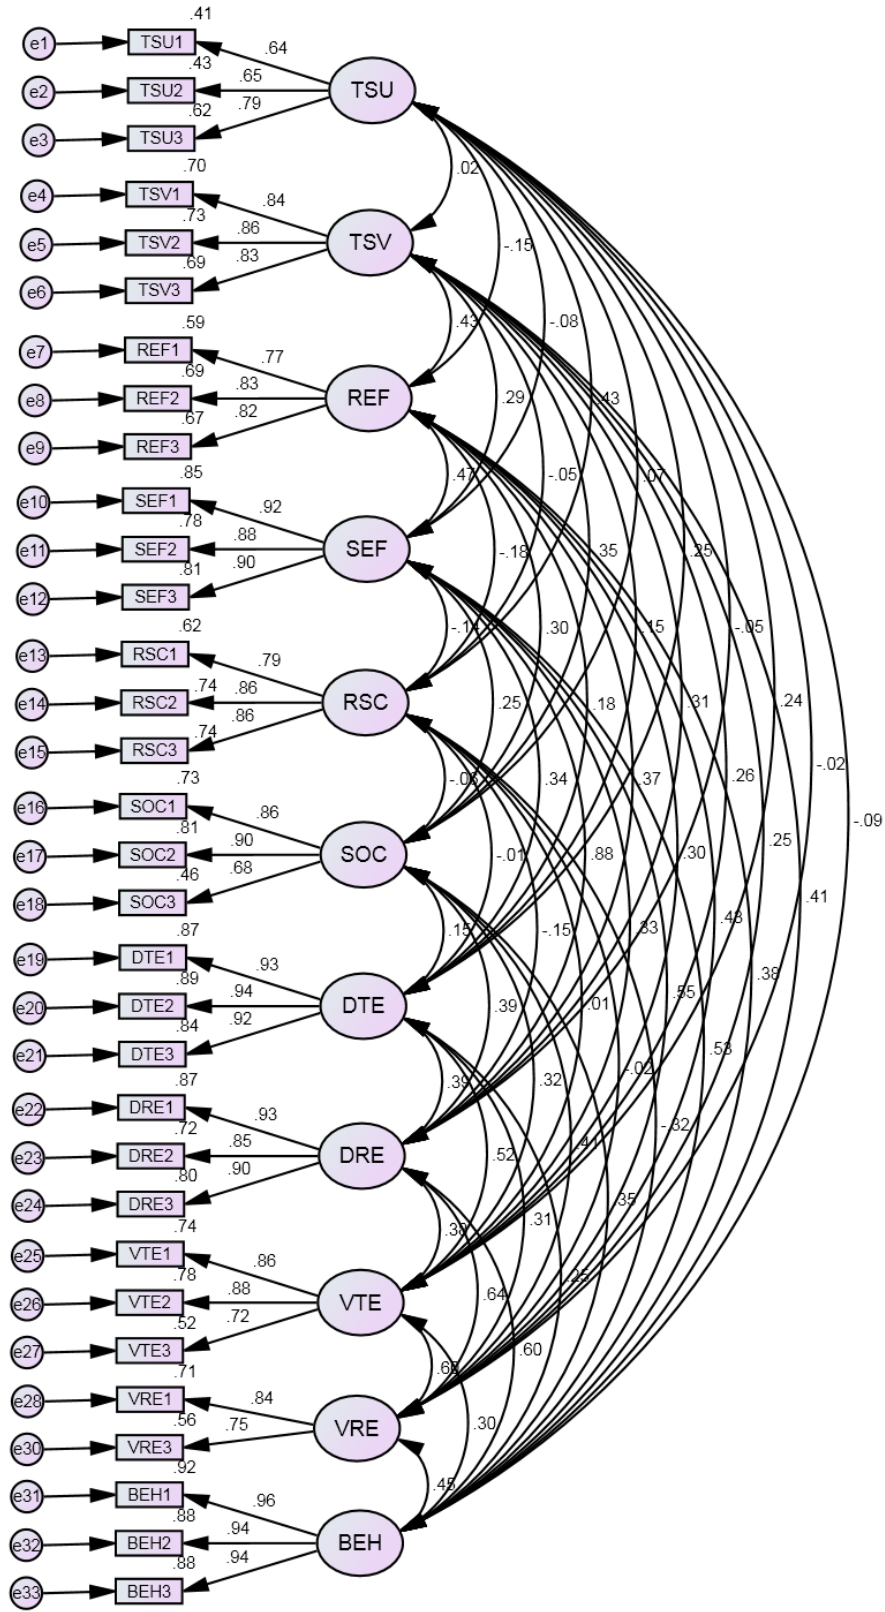 .41
e1 TSU1 .64
.43
e2 TSU2 .65 TSU
.62 .79
e3 TSU3
.70 .02
e4 TSV1 .84
.73
e5 TSV2 .86 TSV -.15
.69 .83
e6 TSV3
.59 .43 -.08
e7 REF1 .77
.69
e8 REF2 .83 REF .29 .43
.67 .82
e9 REF3
.85 .47 -.05 .07
e10 SEF1 .92
.78
e11 SEF2 .88 SEF -.18 .35 .25
.81 .90
e12 SEF3
.62 -.14 .30 .15 -.05
e13 RSC1 .79
.74
e14 RSC2 .86 RSC .25 .18 .31 .24
.74 .86
e15 RSC3
.73 .34 .37 .26 -.02
e16 SOC1 .86
.81 -.09
e17 SOC2 .90 SOC -.01 .88 .30 .25
.46 .68
e18 SOC3 .41
.87 .15 -.15 .33
e19 DTE1 .93
.89
e20 DTE2 .94 DTE .39 .01 .55 .38
.84 .92
e21 DTE3 .53
.87 .39 .32 -.02
e22 DRE1 .93
.72
e23 DRE2 .85 DRE .52
.80 .90
e24 DRE3
.74 .31 .35
e25 VTE1 .86
.78
e26 VTE2 .88 VTE .64
.52 .72
e27 VTE3
.71 .60
e28 VRE1 .84
.56
e30 VRE3 .75 VRE .30
.92
e31 BEH1 .96 .45
.88
e32 BEH2 .94 BEH
.88 .94
e33 BEH3